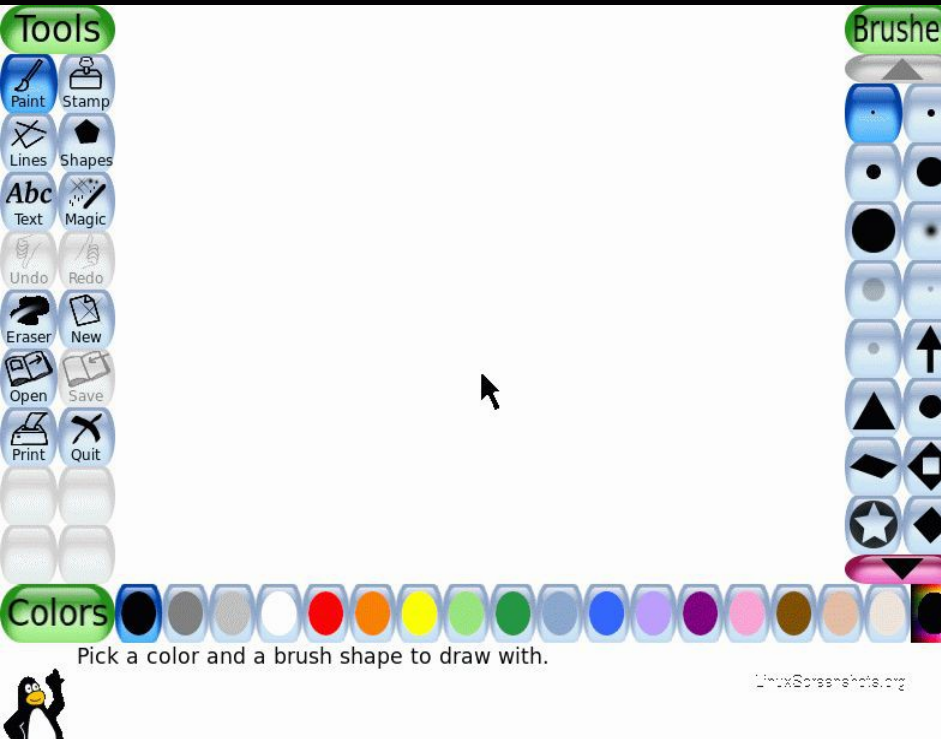 Tools
Brushe
Paint Stamp
Lines Shapes
Abc
Text Magic
Undo Redo
Eraser New
Open Save
Print Quit
Colors
Pick a color and a brush shape to draw with.
LinuxScreenshots.org